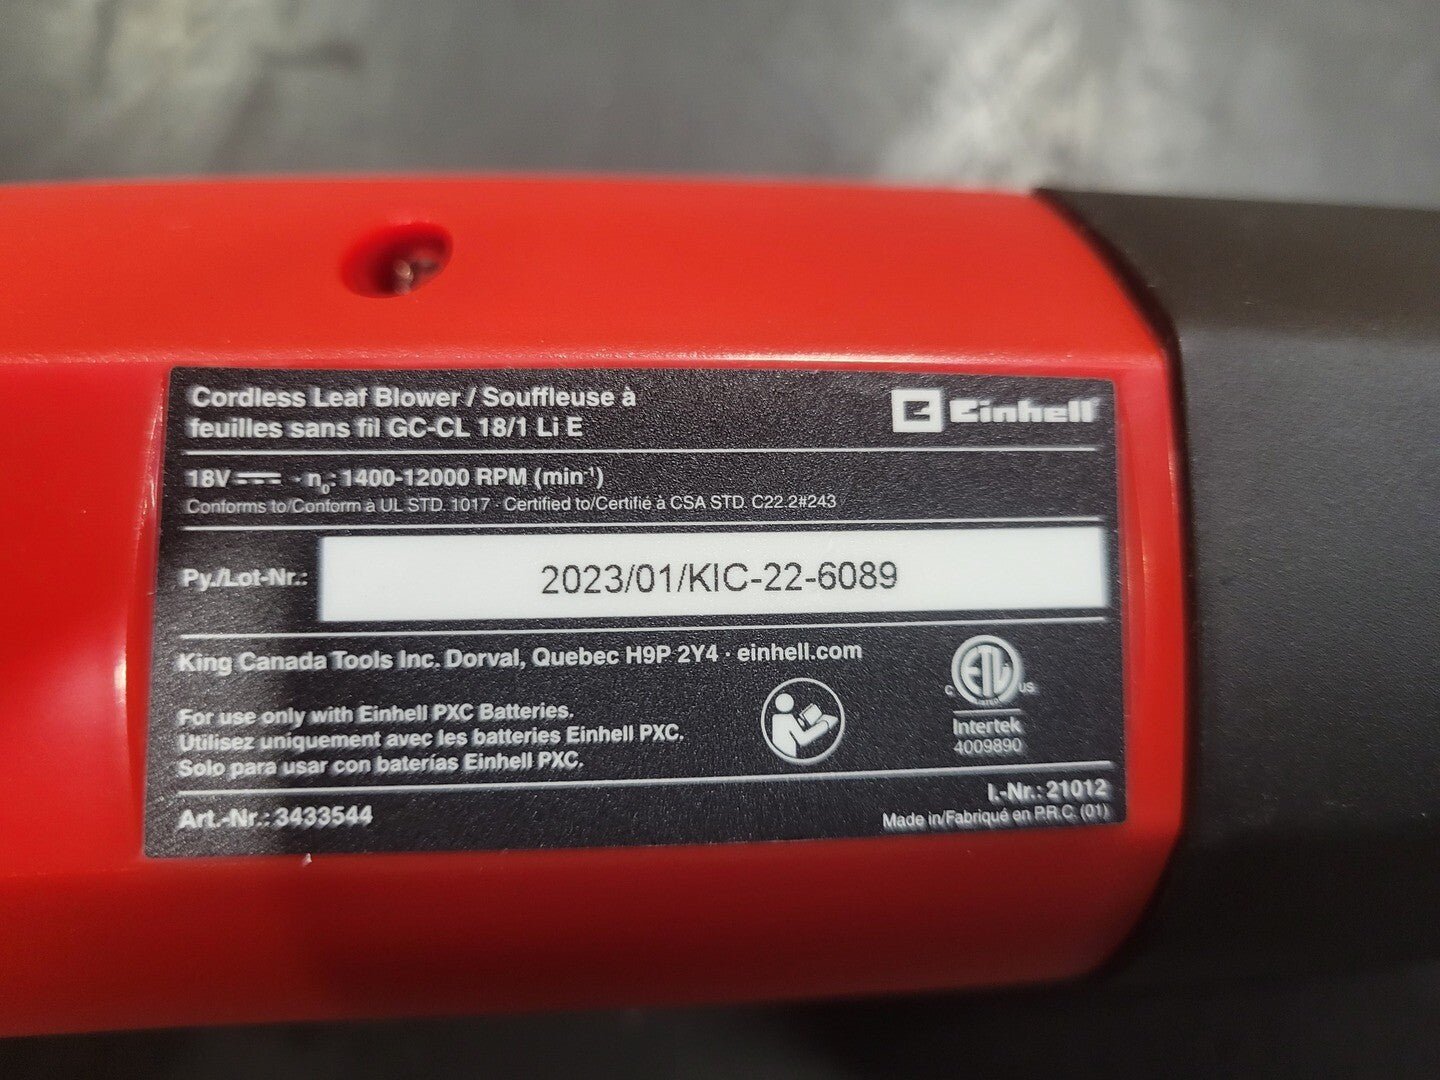 Cordless Leaf Blower / Souffleuse à
feuilles sans fil GC-CL 18/1 Li E
Einhell
18V⎓ · n₀: 1400-12000 RPM (min⁻¹)
Conforms to/Conform à UL STD. 1017 · Certified to/Certifié à CSA STD. C22.2#243
Py./Lot-Nr.:
2023/01/KIC-22-6089
King Canada Tools Inc. Dorval, Quebec H9P 2Y4 · einhell.com
For use only with Einhell PXC Batteries.
Utilisez uniquement avec les batteries Einhell PXC.
Solo para usar con baterías Einhell PXC.
C ETL US
Intertek
4009890
Art.-Nr.: 3433544
I.-Nr.: 21012
Made in/Fabriqué en P.R.C. (01)